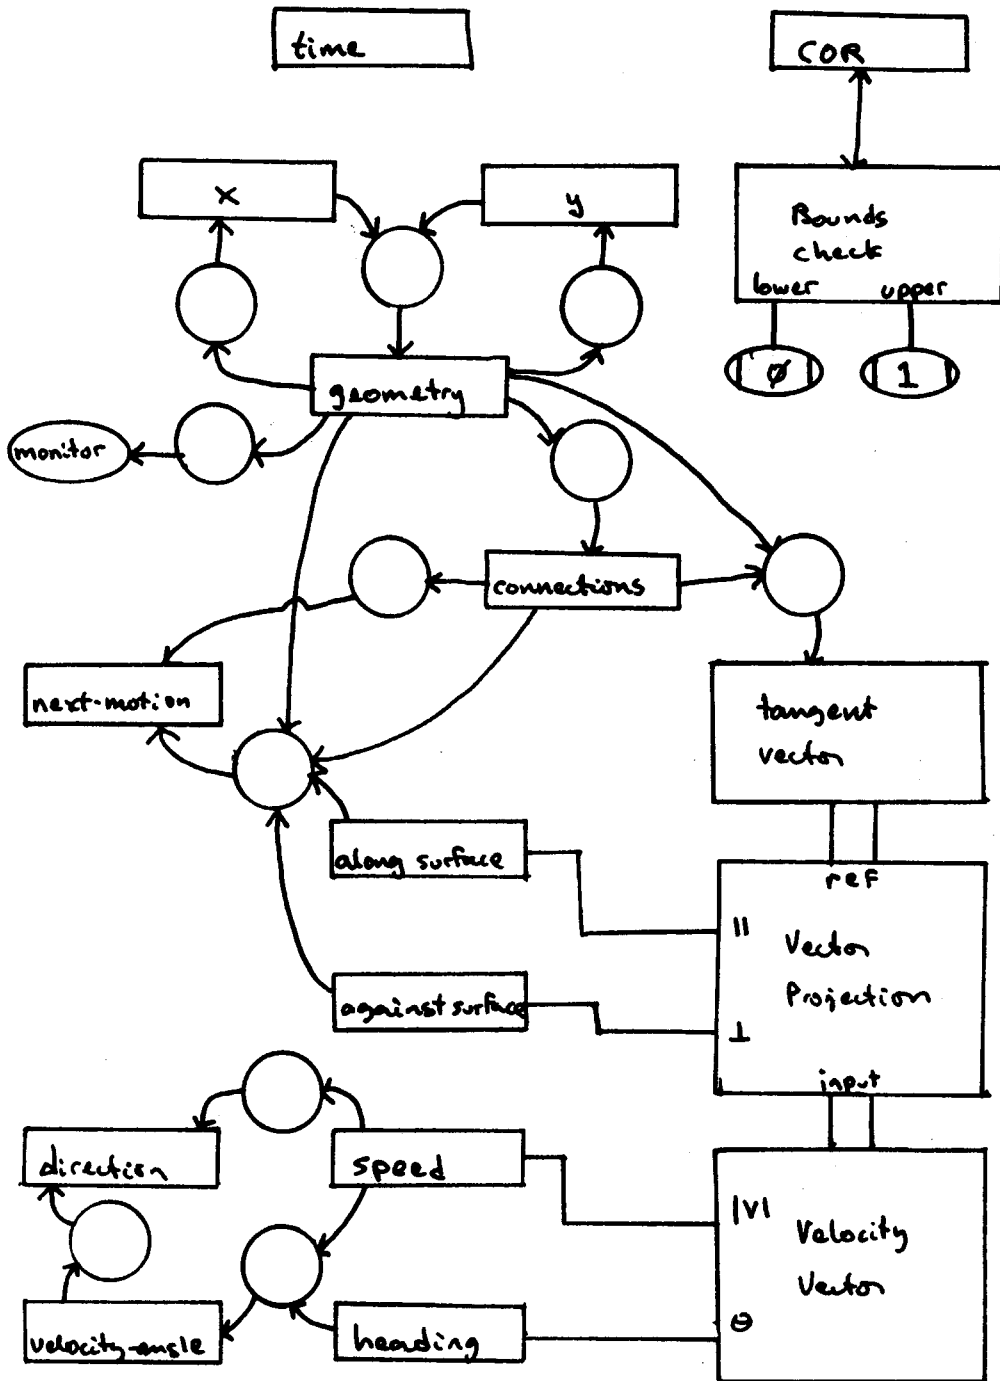 time
COR
x
y
Bounds
check
lower
upper
0
1
geometry
monitor
connections
next-motion
tangent
vector
along surface
ref
||
Vector
Projection
against surface
⊥
input
direction
speed
|v|
Velocity
Vector
velocity-angle
heading
θ